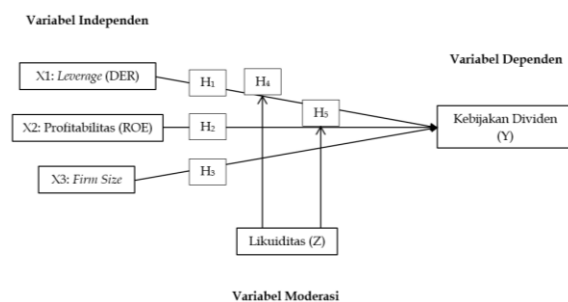 Variabel Independen
Variabel Dependen
X1: Leverage (DER)
H1
H4
H5
X2: Profitabilitas (ROE)
H2
Kebijakan Dividen
(Y)
X3: Firm Size
H3
Likuiditas (Z)
Variabel Moderasi